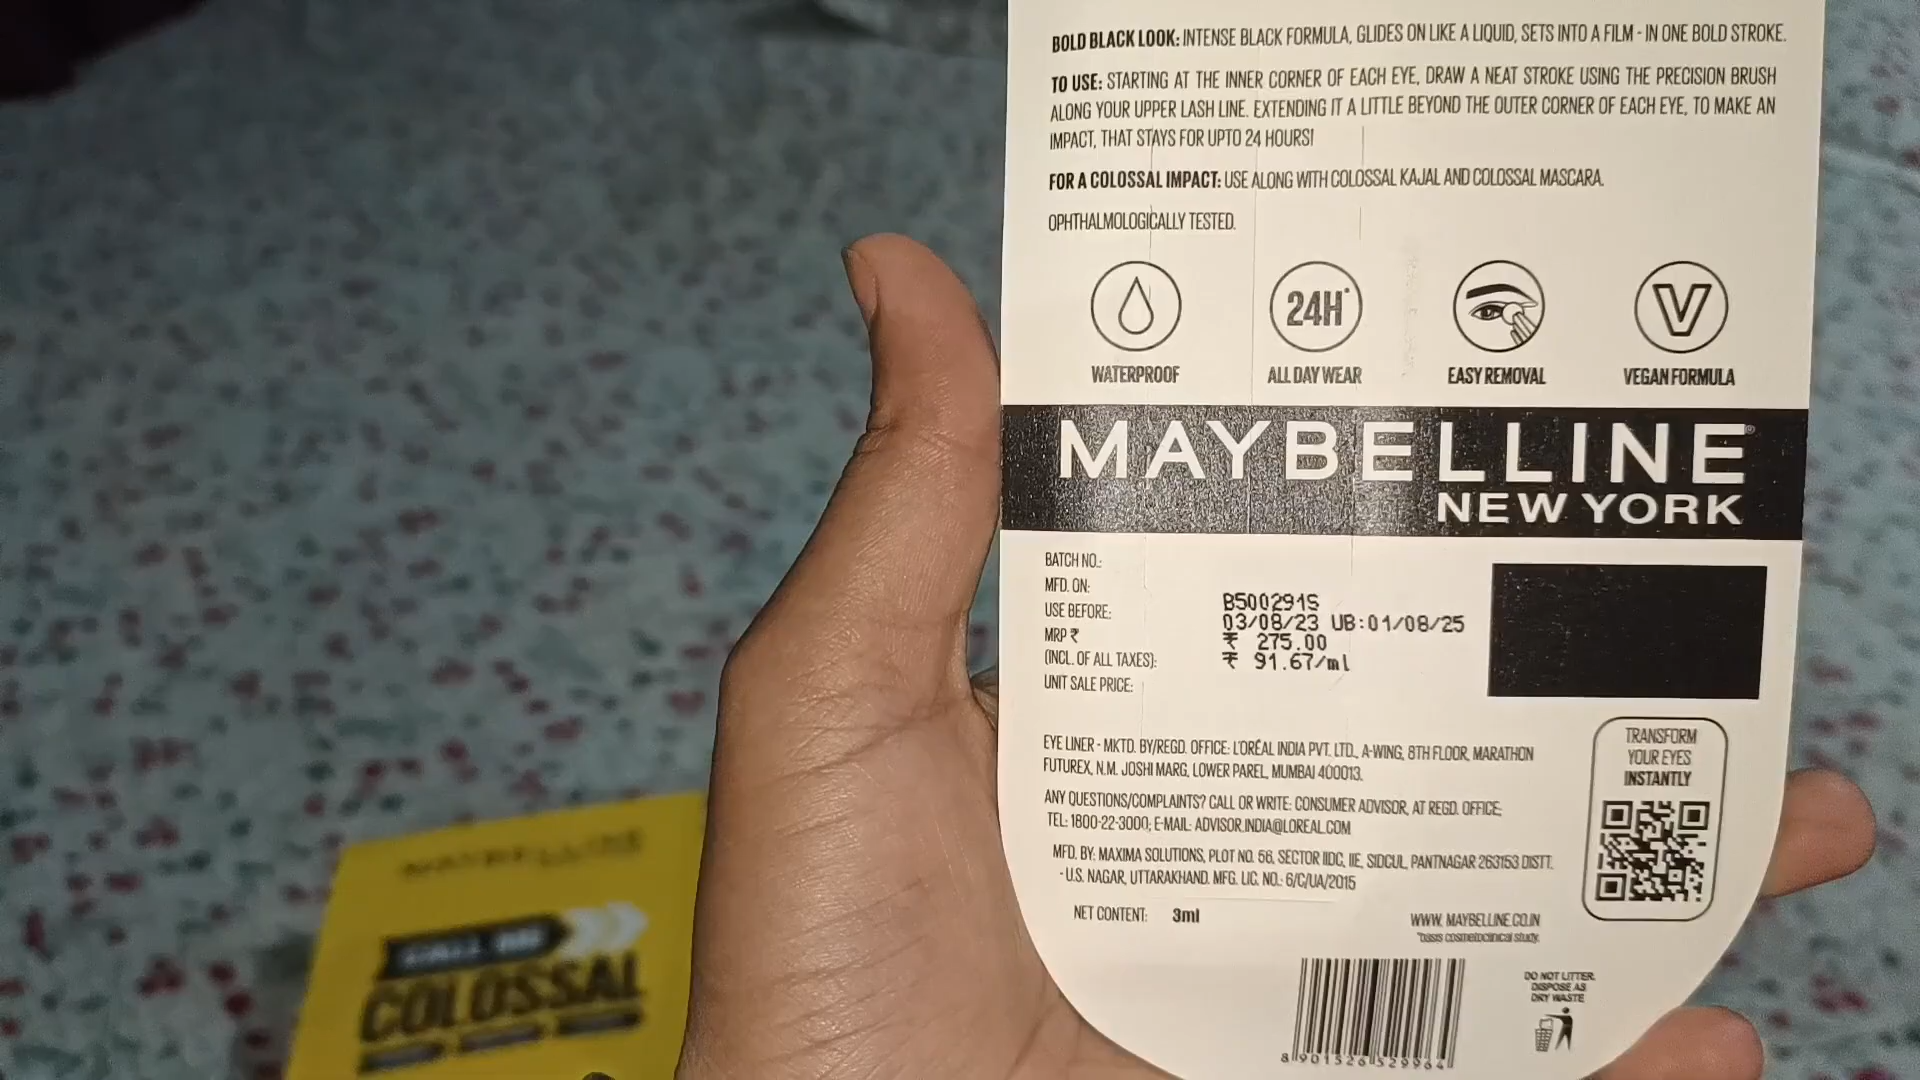 BOLD BLACK LOOK: INTENSE BLACK FORMULA, GLIDES ON LIKE A LIQUID, SETS INTO A FILM - IN ONE BOLD STROKE.
TO USE: STARTING AT THE INNER CORNER OF EACH EYE, DRAW A NEAT STROKE USING THE PRECISION BRUSH
ALONG YOUR UPPER LASH LINE. EXTENDING IT A LITTLE BEYOND THE OUTER CORNER OF EACH EYE, TO MAKE AN
IMPACT, THAT STAYS FOR UPTO 24 HOURS!
FOR A COLOSSAL IMPACT: USE ALONG WITH COLOSSAL KAJAL AND COLOSSAL MASCARA.
OPHTHALMOLOGICALLY TESTED.
24H*
V
WATERPROOF
ALL DAY WEAR
EASY REMOVAL
VEGAN FORMULA
MAYBELLINE®
NEW YORK
BATCH NO.:
MFD. ON:
USE BEFORE:
MRP ₹
(INCL. OF ALL TAXES):
UNIT SALE PRICE:
B500291S
03/08/23 UB:01/08/25
₹ 275.00
₹ 91.67/ml
EYE LINER - MKTD. BY/REGD. OFFICE: L'ORÉAL INDIA PVT. LTD., A-WING, 8TH FLOOR, MARATHON
FUTUREX, N.M. JOSHI MARG, LOWER PAREL, MUMBAI 400013.
ANY QUESTIONS/COMPLAINTS? CALL OR WRITE: CONSUMER ADVISOR, AT REGD. OFFICE;
TEL: 1800-22-3000; E-MAIL: ADVISOR.INDIA@LOREAL.COM
MFD. BY: MAXIMA SOLUTIONS, PLOT NO. 56, SECTOR IIDC, IIE, SIDCUL, PANTNAGAR 263153 DISTT.
- U.S. NAGAR, UTTARAKHAND. MFG. LIC. NO.: 6/C/UA/2015
NET CONTENT: 3ml
TRANSFORM
YOUR EYES
INSTANTLY
WWW. MAYBELLINE.CO.IN
*basis cosmetoclinical study.
DO NOT LITTER.
DISPOSE AS
DRY WASTE
8 901526 529964
MAYBELLINE
CALL ME
COLOSSAL